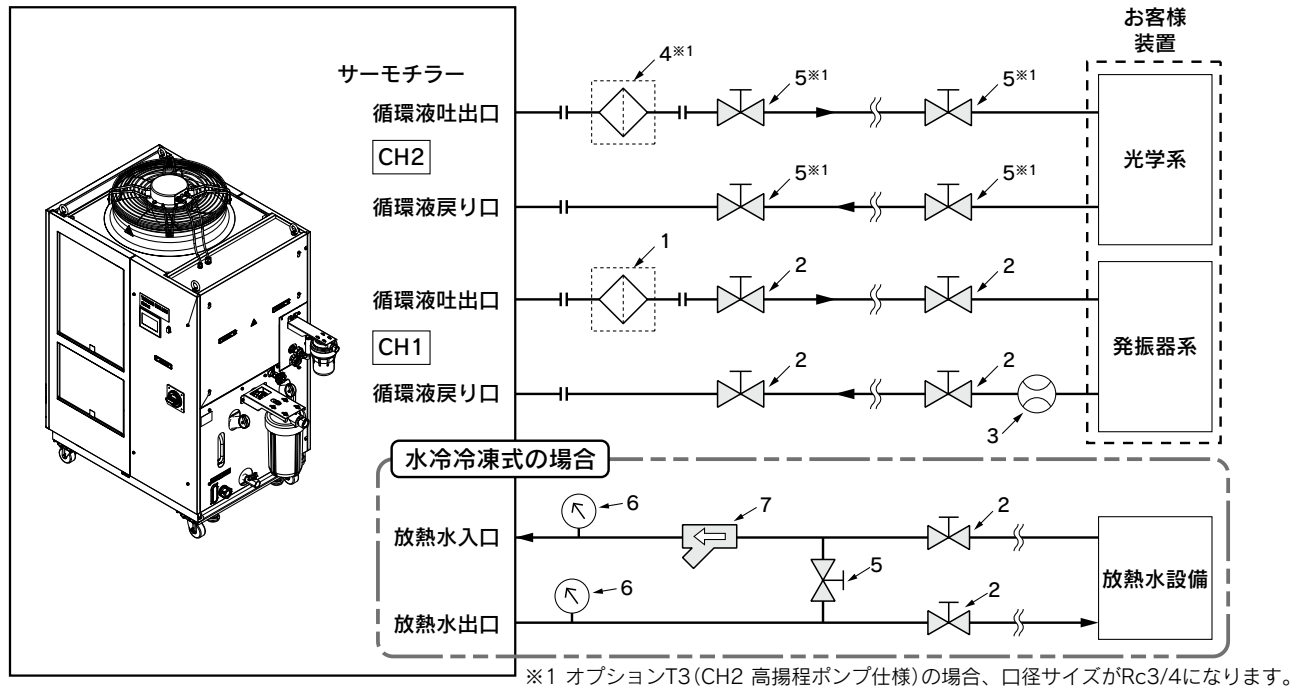 お客様
装置
サーモチラー
4※1
5※1
5※1
循環液吐出口
CH2
光学系
5※1
5※1
循環液戻り口
1
2
2
循環液吐出口
CH1
発振器系
2
2
循環液戻り口
3
水冷冷凍式の場合
6
7
2
放熱水入口
5
放熱水設備
6
2
放熱水出口
※1 オプションT3(CH2 高揚程ポンプ仕様)の場合、口径サイズがRc3/4になります。